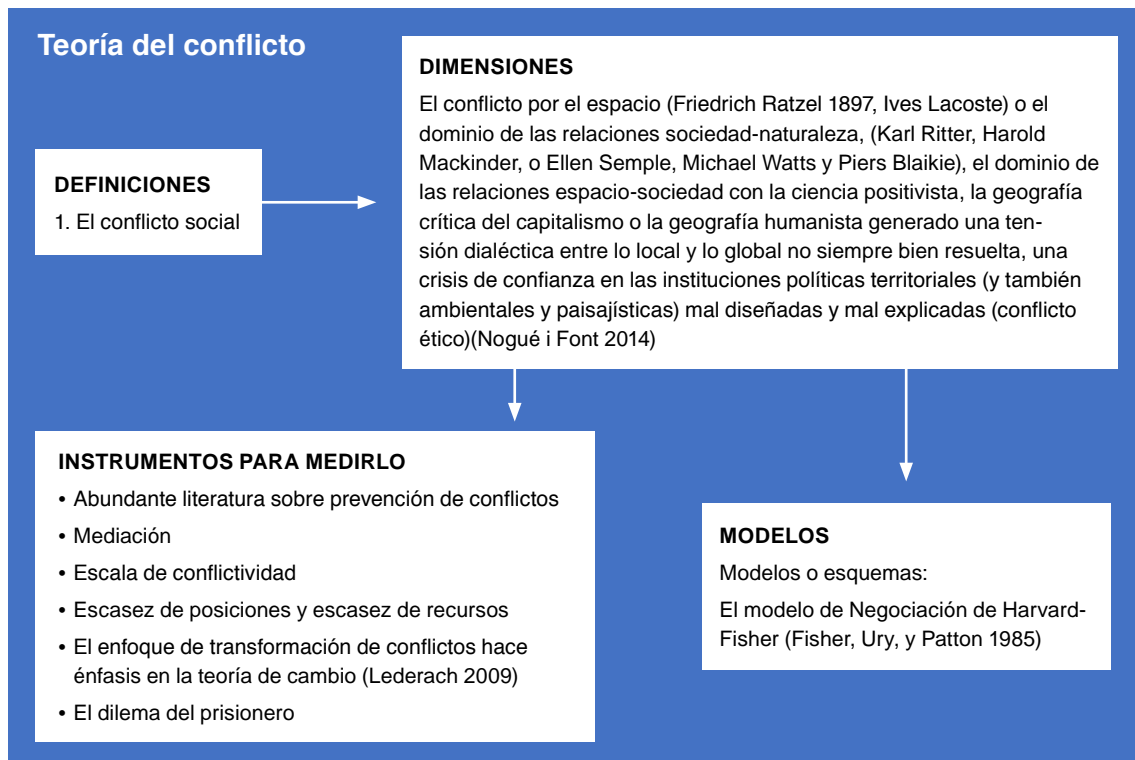 Teoría del conflicto
DEFINICIONES
1. El conflicto social
DIMENSIONES
El conflicto por el espacio (Friedrich Ratzel 1897, Ives Lacoste) o el
dominio de las relaciones sociedad-naturaleza, (Karl Ritter, Harold
Mackinder, o Ellen Semple, Michael Watts y Piers Blaikie), el dominio de
las relaciones espacio-sociedad con la ciencia positivista, la geografía
crítica del capitalismo o la geografía humanista generado una ten-
sión dialéctica entre lo local y lo global no siempre bien resuelta, una
crisis de confianza en las instituciones políticas territoriales (y también
ambientales y paisajísticas) mal diseñadas y mal explicadas (conflicto
ético)(Nogué i Font 2014)
INSTRUMENTOS PARA MEDIRLO
• Abundante literatura sobre prevención de conflictos
• Mediación
• Escala de conflictividad
• Escasez de posiciones y escasez de recursos
• El enfoque de transformación de conflictos hace
énfasis en la teoría de cambio (Lederach 2009)
• El dilema del prisionero
MODELOS
Modelos o esquemas:
El modelo de Negociación de Harvard-
Fisher (Fisher, Ury, y Patton 1985)